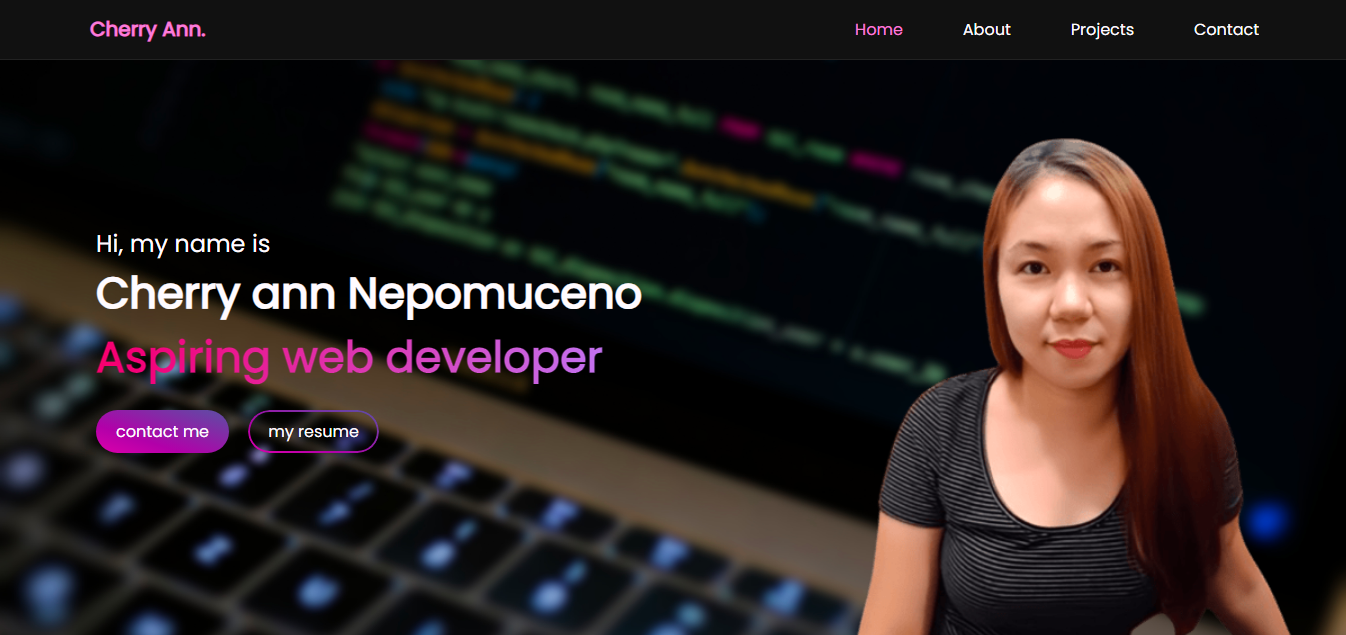 Cherry Ann.
Home
About
Projects
Contact
Hi, my name is
Cherry ann Nepomuceno
Aspiring web developer
contact me
my resume